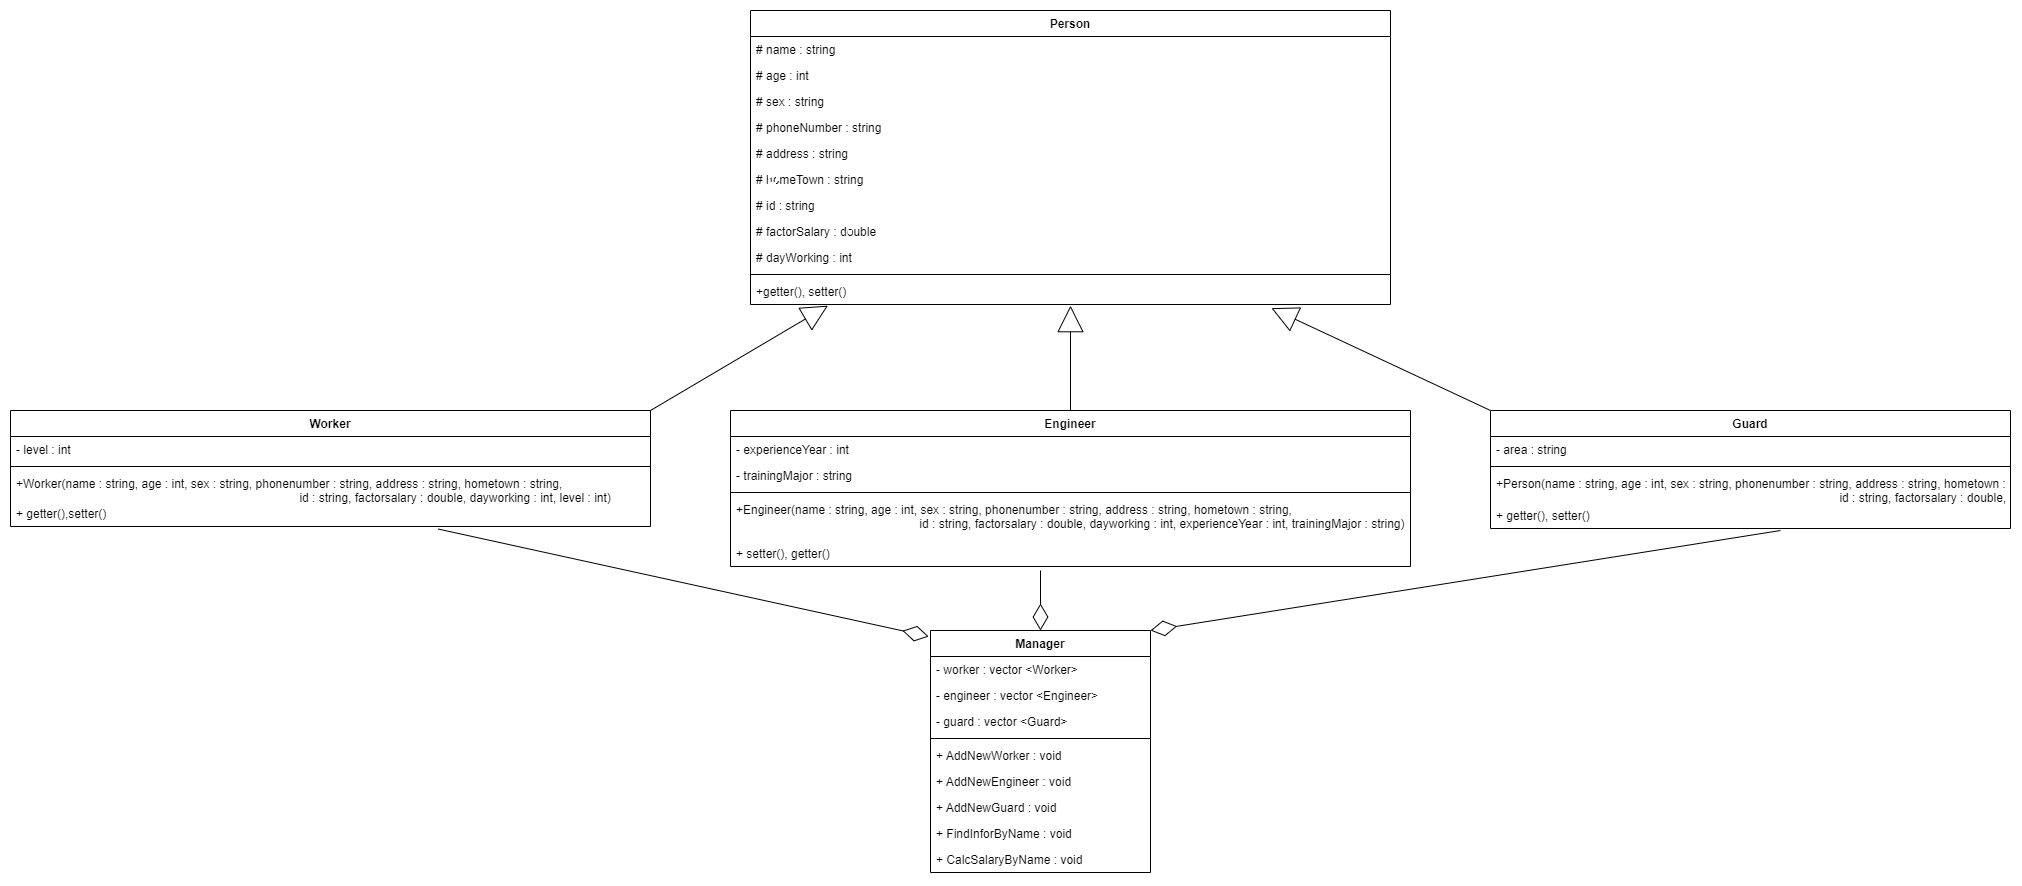 Person
# name : string
# age : int
# sex : string
# phoneNumber : string
# address : string
# homeTown : string
# id : string
# factorSalary : double
# dayWorking : int
+getter(), setter()
Worker
- level : int
+Worker(name : string, age : int, sex : string, phonenumber : string, address : string, hometown : string,
id : string, factorsalary : double, dayworking : int, level : int)
+ getter(),setter()
Engineer
- experienceYear : int
- trainingMajor : string
+Engineer(name : string, age : int, sex : string, phonenumber : string, address : string, hometown : string,
id : string, factorsalary : double, dayworking : int, experienceYear : int, trainingMajor : string)
+ setter(), getter()
Guard
- area : string
+Person(name : string, age : int, sex : string, phonenumber : string, address : string, hometown :
id : string, factorsalary : double,
+ getter(), setter()
Manager
- worker : vector <Worker>
- engineer : vector <Engineer>
- guard : vector <Guard>
+ AddNewWorker : void
+ AddNewEngineer : void
+ AddNewGuard : void
+ FindInforByName : void
+ CalcSalaryByName : void